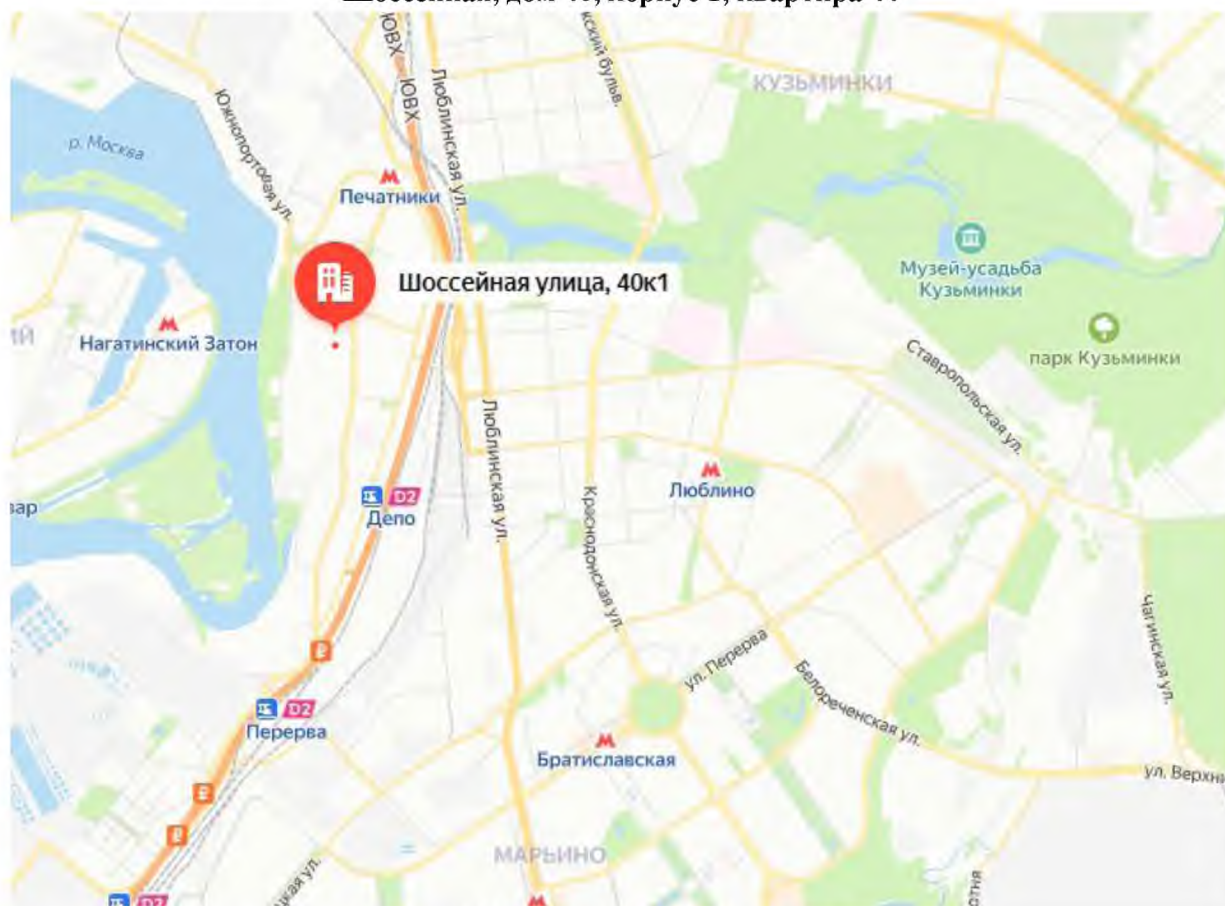 КУЗЬМИНКИ
ЮВХ
ЮВХ
Люблинская ул.
Южнопортовая ул.
р. Москва
Печатники
Шоссейная улица, 40к1
Музей-усадьба
Кузьминки
парк Кузьминки
Нагатинский Затон
Ставропольская ул.
Люблинская ул.
Краснодонская ул.
Люблино
D2
Депо
Чагинская ул.
ул. Перерва
Белореченская ул.
D2
Перерва
Братиславская
МАРЬИНО
D2